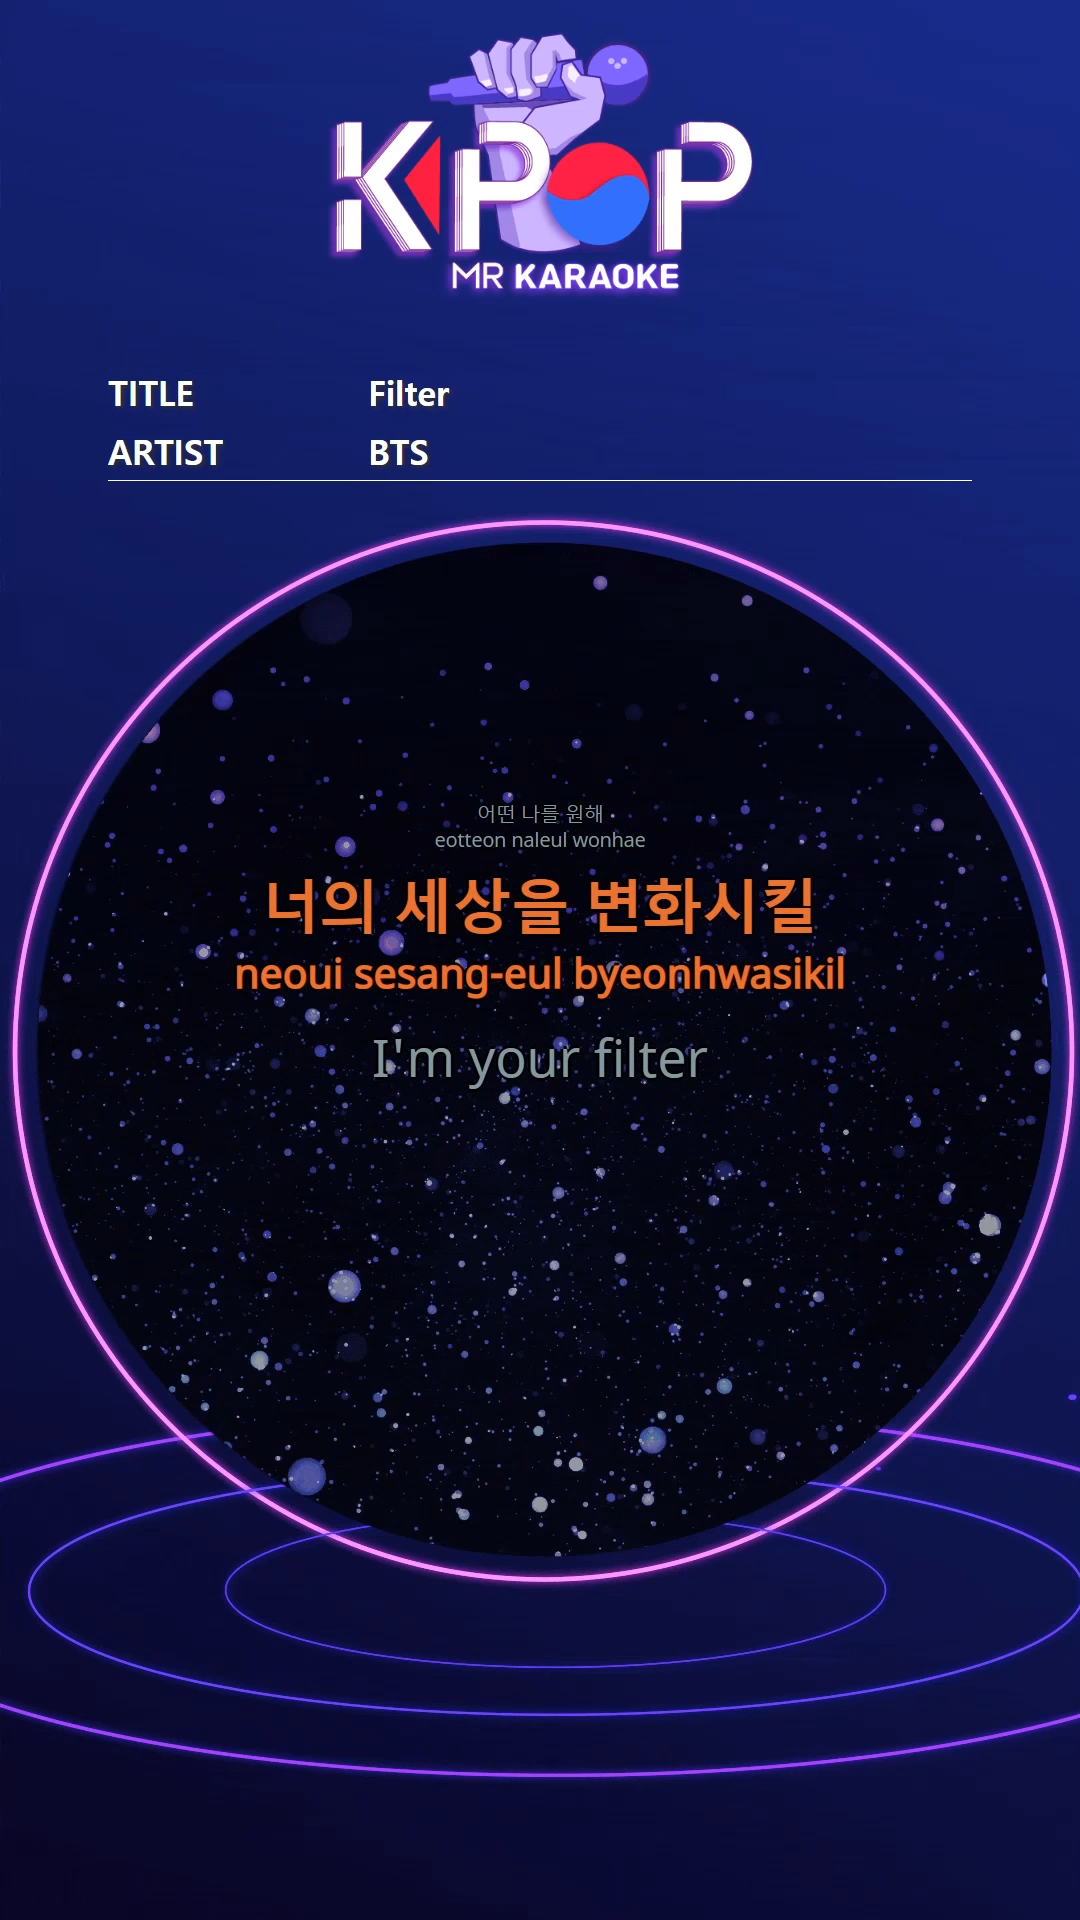 KPOP
MR KARAOKE
TITLE Filter
ARTIST BTS
어떤 나를 원해
eotteon naleul wonhae
너의 세상을 변화시킬
neoui sesang-eul byeonhwasikil
I'm your filter